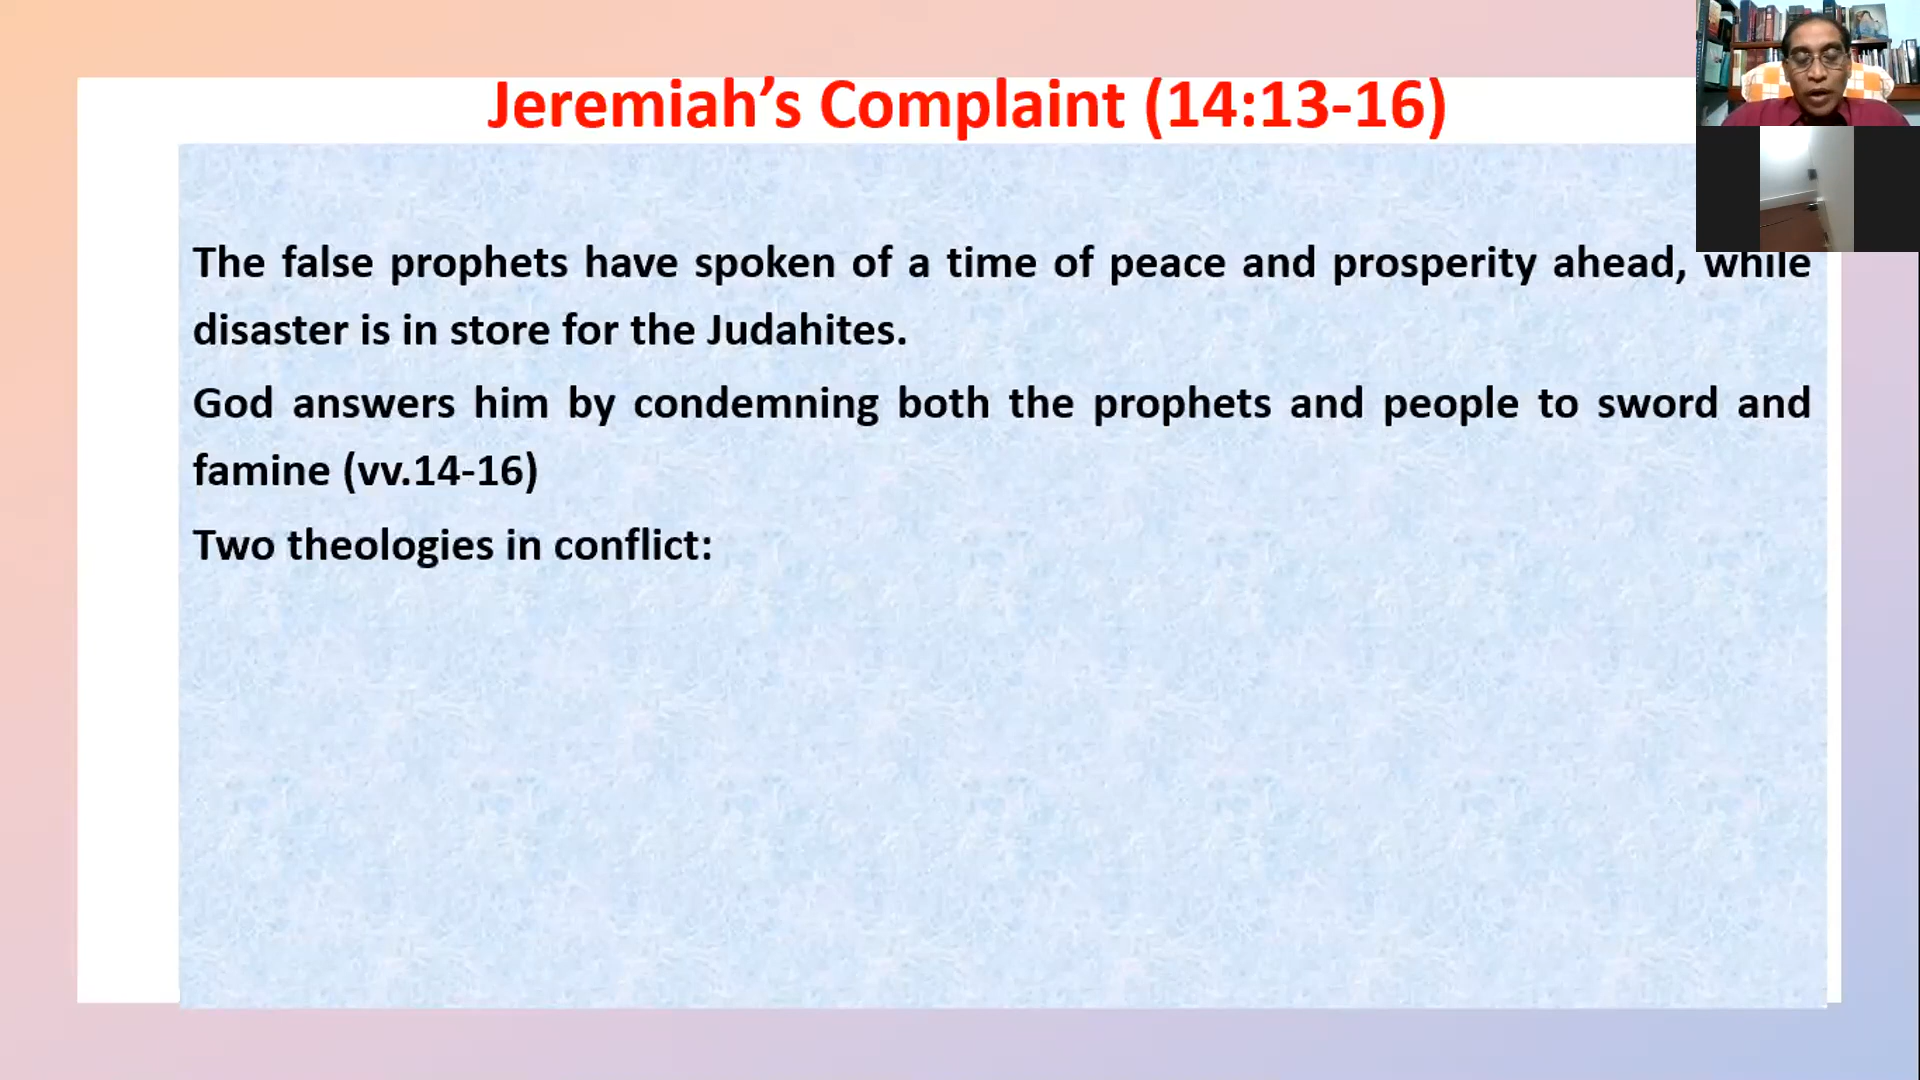 Jeremiah’s Complaint (14:13-16)
The false prophets have spoken of a time of peace and prosperity ahead, while
disaster is in store for the Judahites.
God answers him by condemning both the prophets and people to sword and
famine (vv.14-16)
Two theologies in conflict: